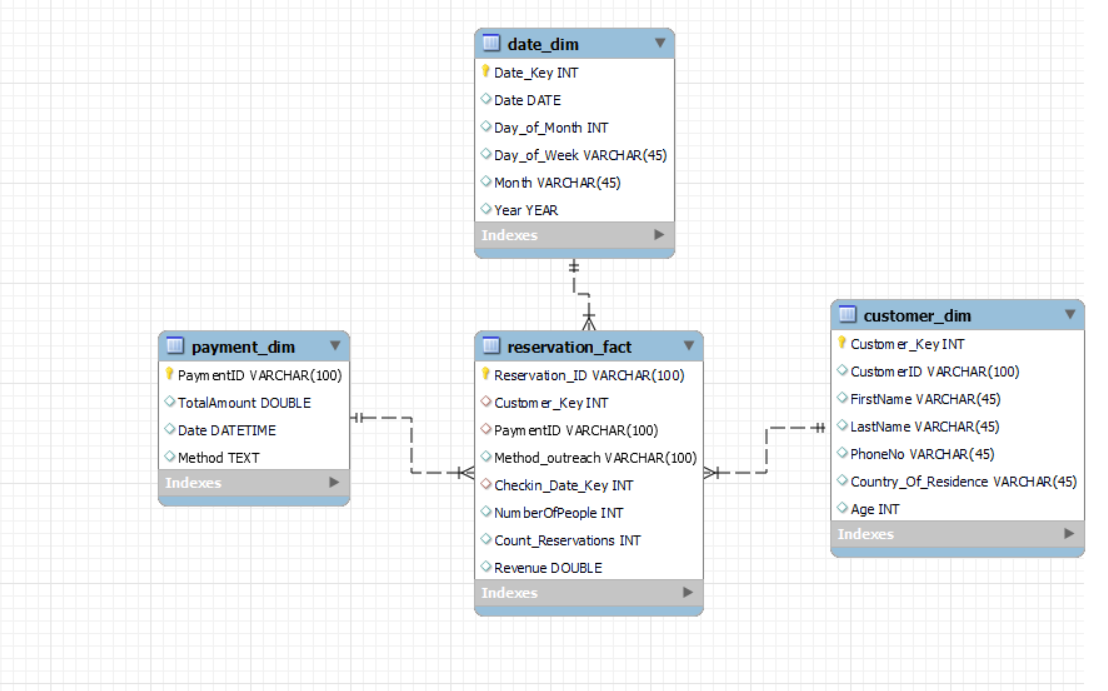 date_dim
Date_Key INT
Date DATE
Day_of_Month INT
Day_of_Week VARCHAR(45)
Month VARCHAR(45)
Year YEAR
Indexes
payment_dim
PaymentID VARCHAR(100)
TotalAmount DOUBLE
Date DATETIME
Method TEXT
Indexes
reservation_fact
Reservation_ID VARCHAR(100)
Customer_Key INT
PaymentID VARCHAR(100)
Method_outreach VARCHAR(100)
Checkin_Date_Key INT
NumberOfPeople INT
Count_Reservations INT
Revenue DOUBLE
Indexes
customer_dim
Customer_Key INT
CustomerID VARCHAR(100)
FirstName VARCHAR(45)
LastName VARCHAR(45)
PhoneNo VARCHAR(45)
Country_Of_Residence VARCHAR(45)
Age INT
Indexes